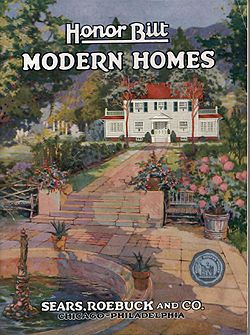 Honor Bilt
MODERN HOMES
SEARS, ROEBUCK AND CO.
CHICAGO-PHILADELPHIA